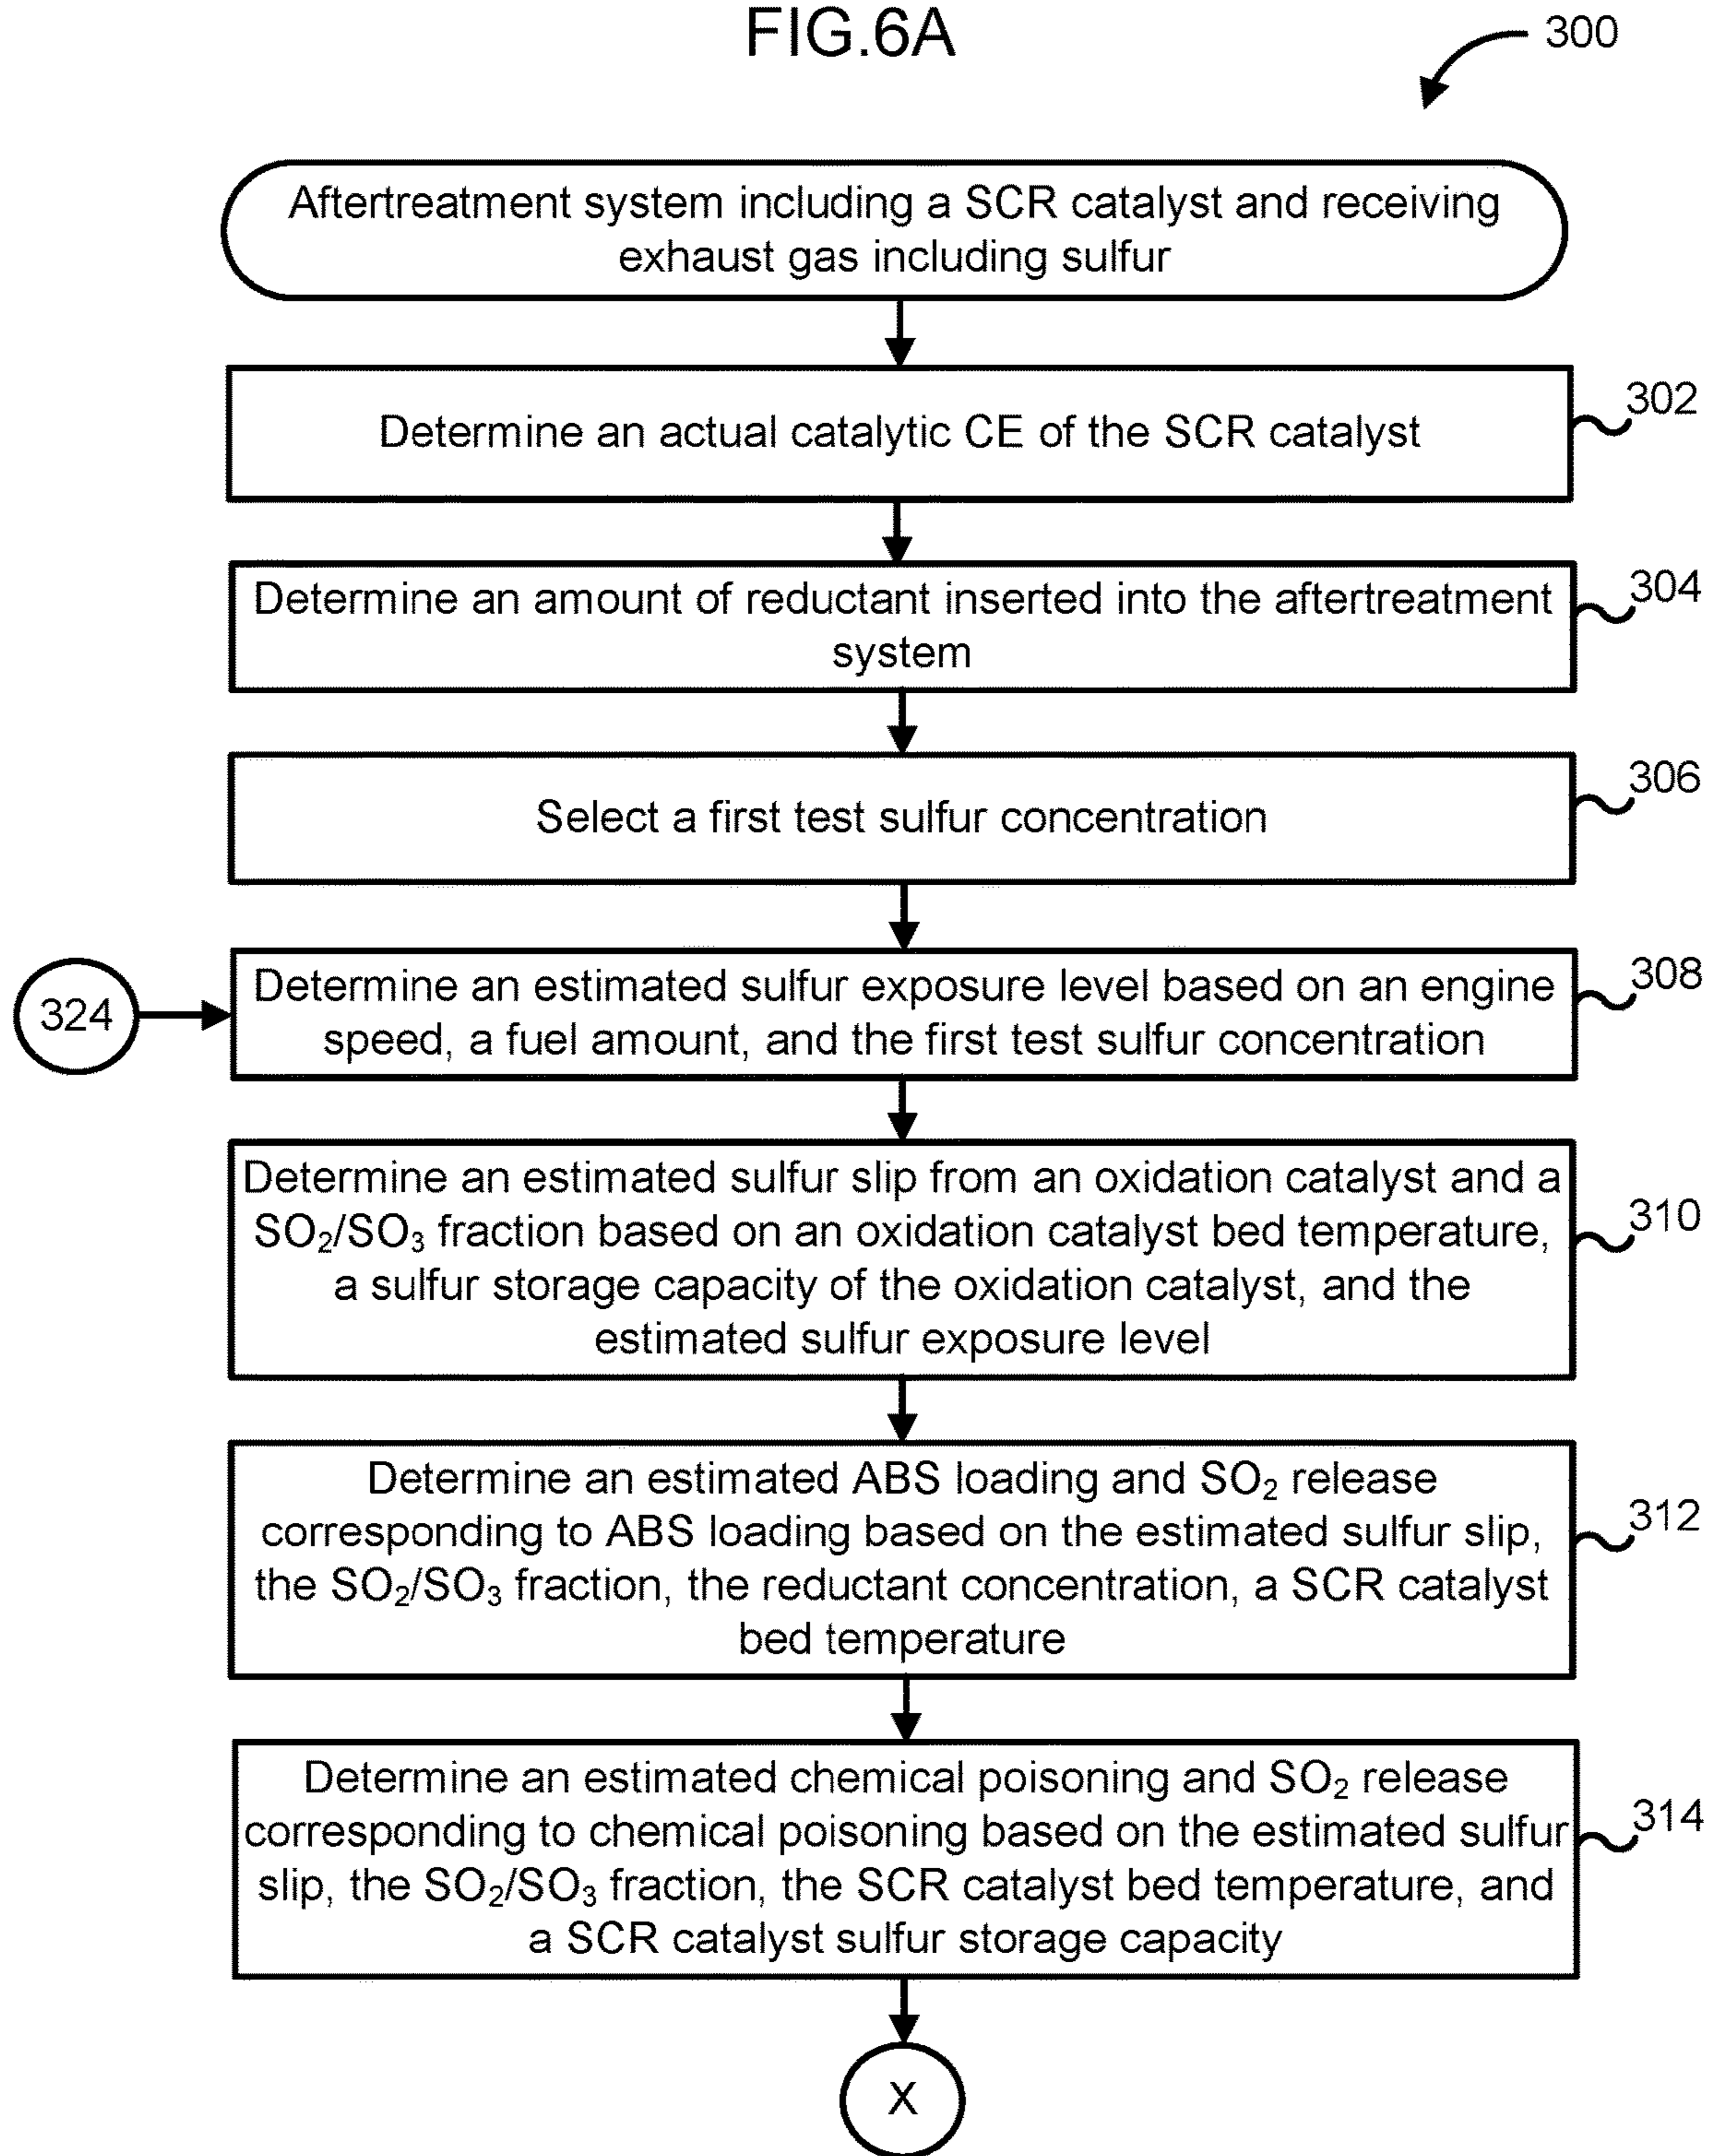 FIG.6A
300
Aftertreatment system including a SCR catalyst and receiving
exhaust gas including sulfur
302
Determine an actual catalytic CE of the SCR catalyst
304
Determine an amount of reductant inserted into the aftertreatment
system
306
Select a first test sulfur concentration
308
324
Determine an estimated sulfur exposure level based on an engine
speed, a fuel amount, and the first test sulfur concentration
310
Determine an estimated sulfur slip from an oxidation catalyst and a
SO₂/SO₃ fraction based on an oxidation catalyst bed temperature,
a sulfur storage capacity of the oxidation catalyst, and the
estimated sulfur exposure level
312
Determine an estimated ABS loading and SO₂ release
corresponding to ABS loading based on the estimated sulfur slip,
the SO₂/SO₃ fraction, the reductant concentration, a SCR catalyst
bed temperature
314
Determine an estimated chemical poisoning and SO₂ release
corresponding to chemical poisoning based on the estimated sulfur
slip, the SO₂/SO₃ fraction, the SCR catalyst bed temperature, and
a SCR catalyst sulfur storage capacity
X